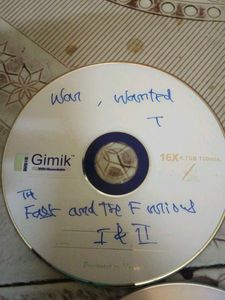 War, Wanted
T
Gimik
16X 4.7GB 120min
The
Fast and the Furious
I & II